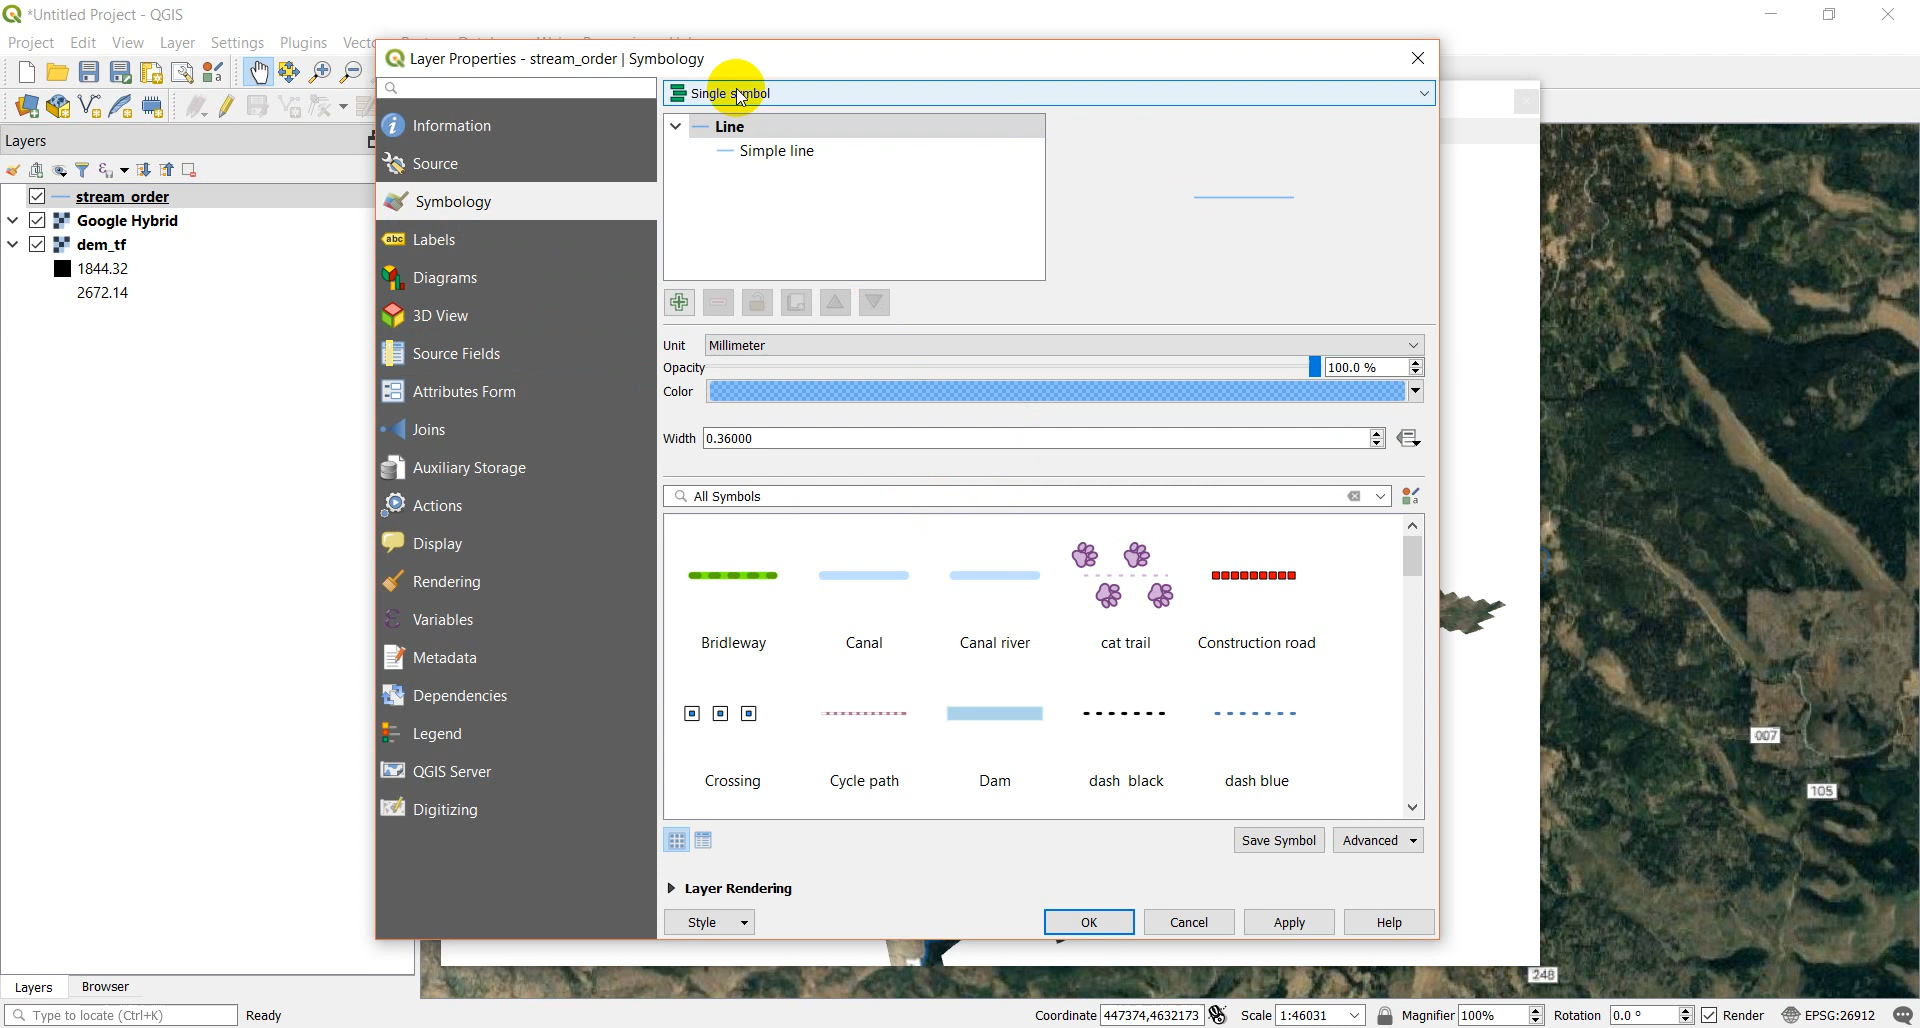 *Untitled Project - QGIS
Project Edit View Layer Settings Plugins
Layer Properties - stream_order | Symbology
Single symbol
Layers
Information
Source
Symbology
Labels
Diagrams
3D View
Source Fields
Attributes Form
Joins
Auxiliary Storage
Actions
Display
Rendering
Variables
Metadata
Dependencies
Legend
QGIS Server
Digitizing
stream_order
Google Hybrid
dem_tf
1844.32
2672.14
Line
Simple line
Unit Millimeter
Opacity 100.0 %
Color
Width 0.36000
All Symbols
Bridleway Canal Canal river cat trail Construction road
Crossing Cycle path Dam dash black dash blue
Save Symbol Advanced
Layer Rendering
Style OK Cancel Apply Help
007
105
248
Layers Browser
Type to locate (Ctrl+K) Ready Coordinate 447374,4632173 Scale 1:46031 Magnifier 100% Rotation 0.0 ° Render EPSG:26912